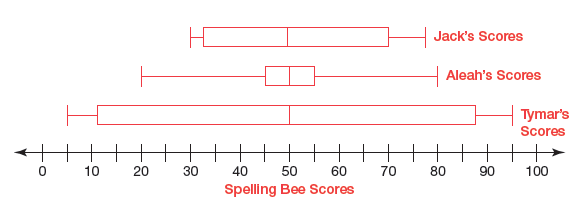 Jack's Scores
Aleah's Scores
Tymar's
Scores
0 10 20 30 40 50 60 70 80 90 100
Spelling Bee Scores